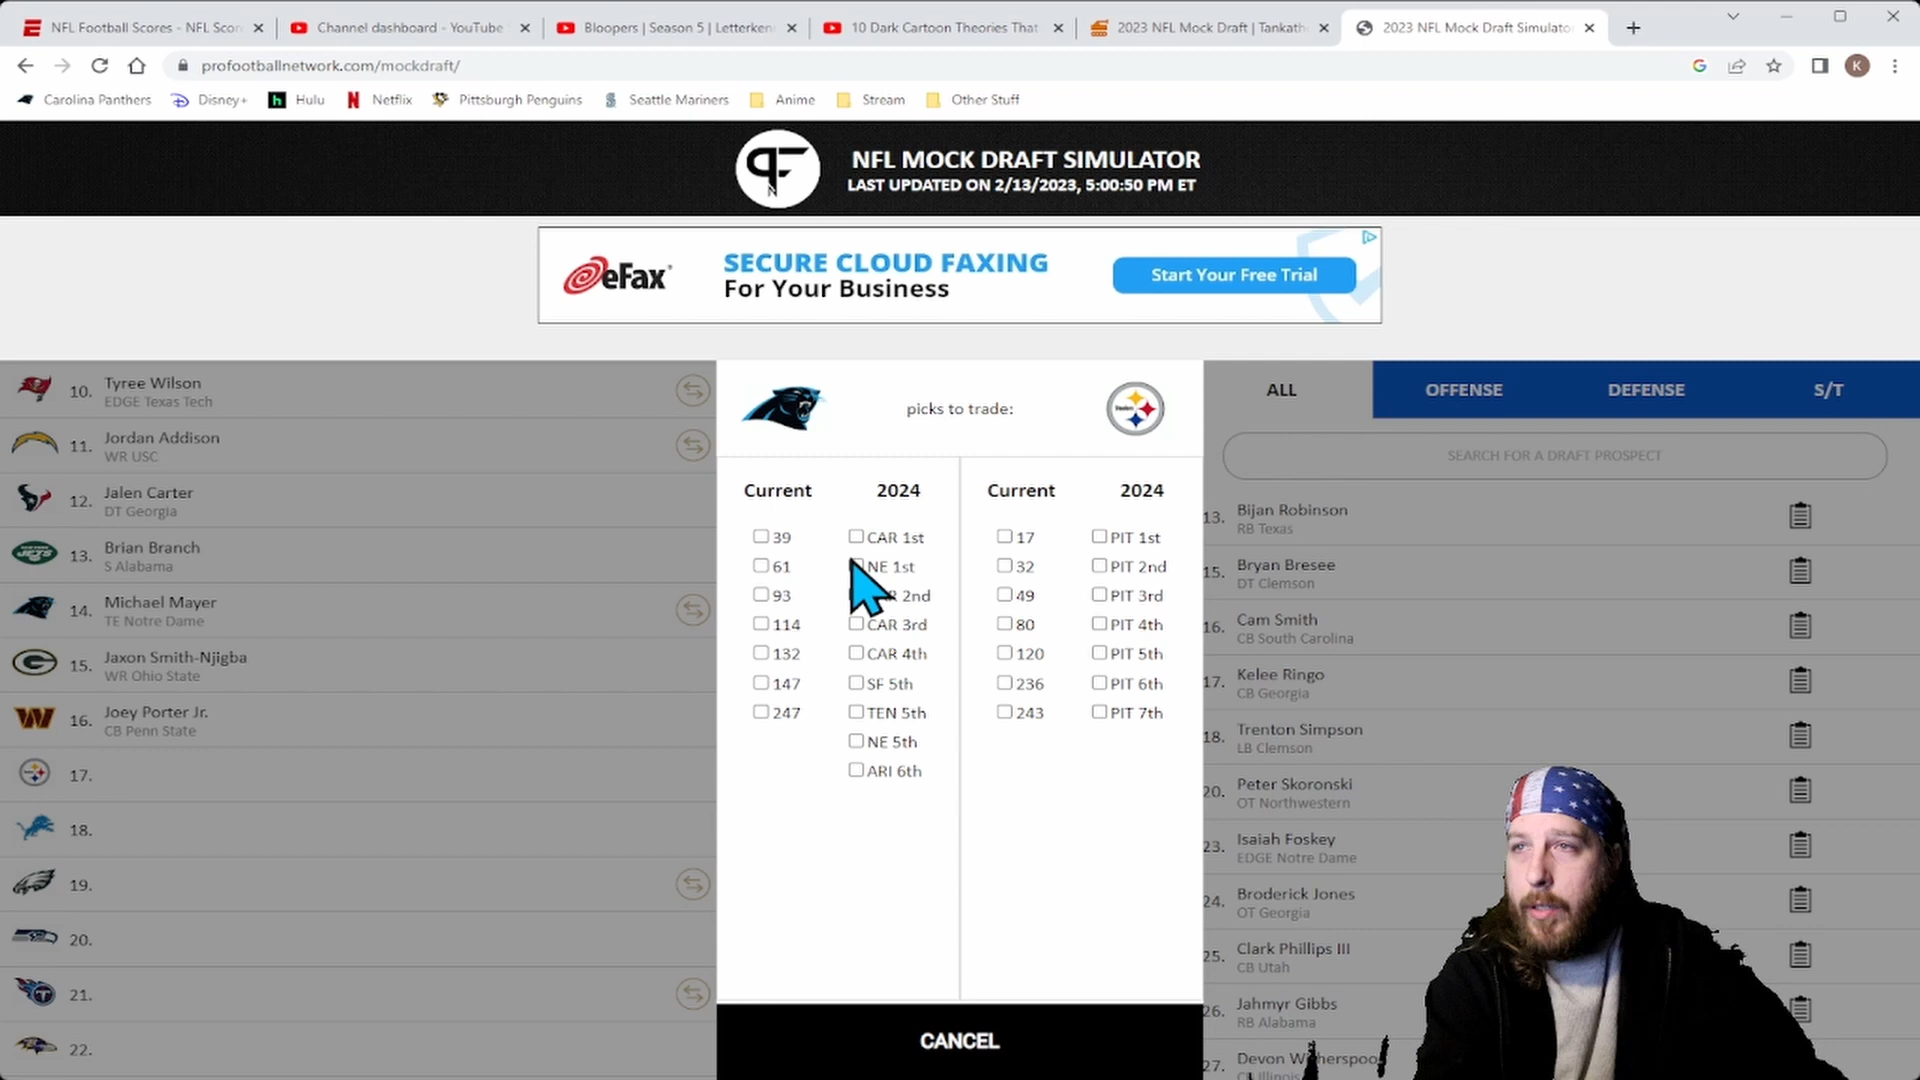 NFL Football Scores - NFL Scor
Channel dashboard - YouTube
Bloopers | Season 5 | Letterken
10 Dark Cartoon Theories That
2023 NFL Mock Draft | Tankath
2023 NFL Mock Draft Simulator
profootballnetwork.com/mockdraft/
K
Carolina Panthers
Disney+
Hulu
Netflix
Pittsburgh Penguins
Seattle Mariners
Anime
Stream
Other Stuff
NFL MOCK DRAFT SIMULATOR
LAST UPDATED ON 2/13/2023, 5:00:50 PM ET
eFax
SECURE CLOUD FAXING
For Your Business
Start Your Free Trial
10. Tyree Wilson
EDGE Texas Tech
11. Jordan Addison
WR USC
12. Jalen Carter
DT Georgia
13. Brian Branch
S Alabama
14. Michael Mayer
TE Notre Dame
15. Jaxon Smith-Njigba
WR Ohio State
16. Joey Porter Jr.
CB Penn State
17.
18.
19.
20.
21.
22.
picks to trade:
Current 2024 Current 2024
39 CAR 1st 17 PIT 1st
61 NE 1st 32 PIT 2nd
93 2nd 49 PIT 3rd
114 CAR 3rd 80 PIT 4th
132 CAR 4th 120 PIT 5th
147 SF 5th 236 PIT 6th
247 TEN 5th 243 PIT 7th
NE 5th
ARI 6th
CANCEL
ALL OFFENSE DEFENSE S/T
SEARCH FOR A DRAFT PROSPECT
13. Bijan Robinson
RB Texas
15. Bryan Bresee
DT Clemson
16. Cam Smith
CB South Carolina
17. Kelee Ringo
CB Georgia
18. Trenton Simpson
LB Clemson
20. Peter Skoronski
OT Northwestern
23. Isaiah Foskey
EDGE Notre Dame
24. Broderick Jones
OT Georgia
25. Clark Phillips III
CB Utah
26. Jahmyr Gibbs
RB Alabama
27. Devon Witherspoo
CB Illinois